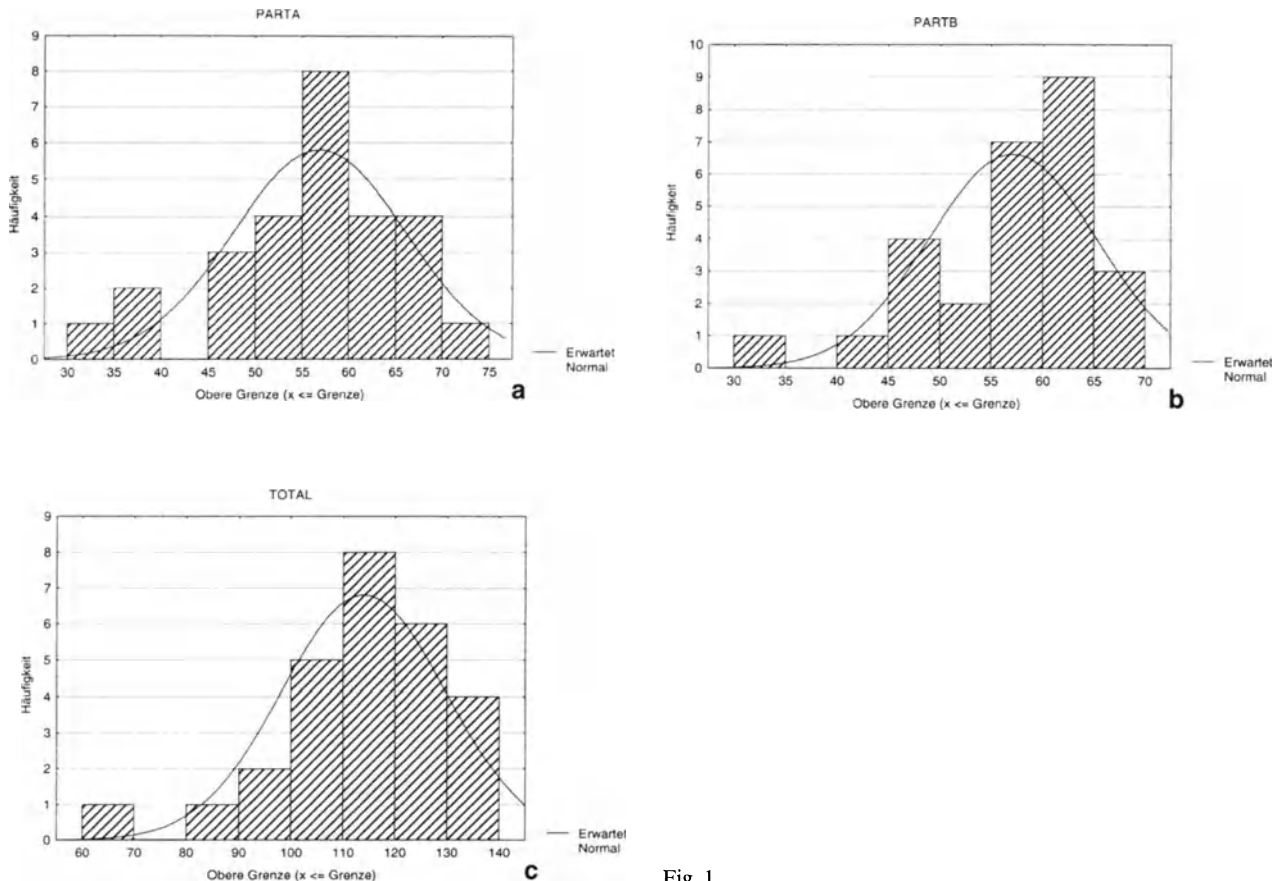 PARTA
9
8
7
6
5
4
3
2
1
0
Häufigkeit
30 35 40 45 50 55 60 65 70 75
Obere Grenze (x <= Grenze)
Erwartet
Normal
a
PARTB
10
9
8
7
6
5
4
3
2
1
0
Häufigkeit
30 35 40 45 50 55 60 65 70
Obere Grenze (x <= Grenze)
Erwartet
Normal
b
TOTAL
9
8
7
6
5
4
3
2
1
0
Häufigkeit
60 70 80 90 100 110 120 130 140
Obere Grenze (x <= Grenze)
Erwartet
Normal
c
Fig. 1